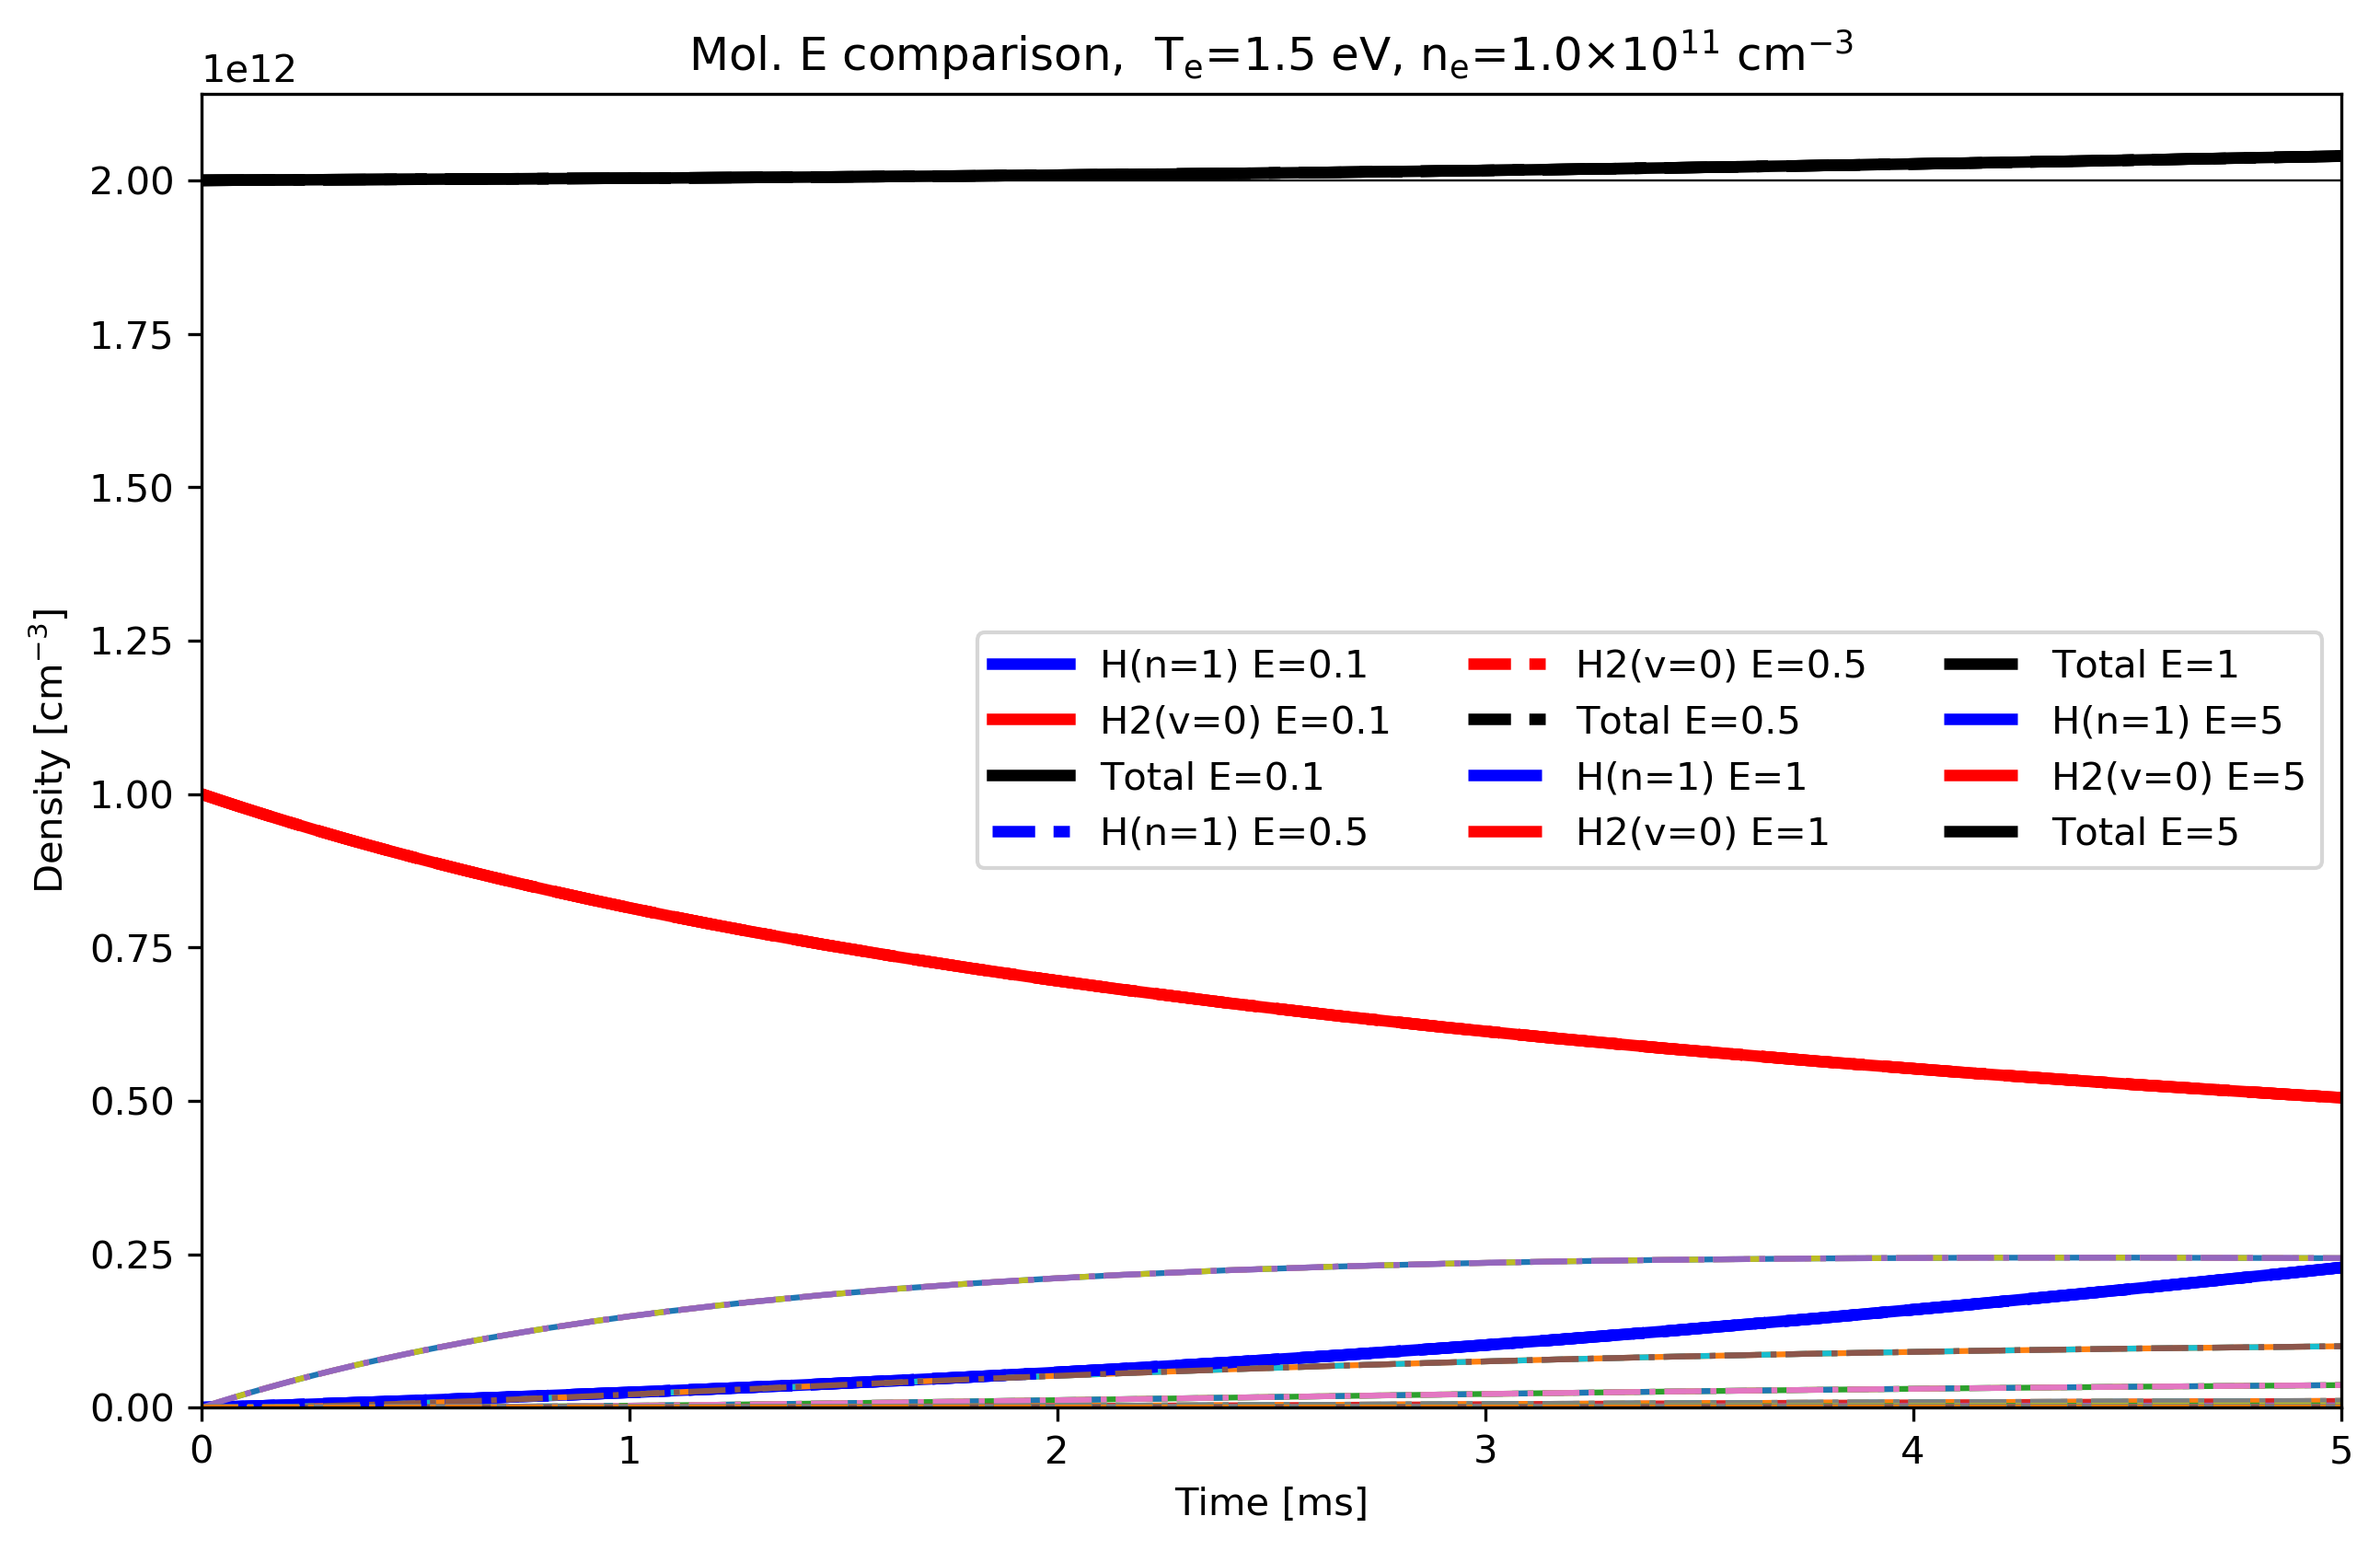 Mol. E comparison,  Tₑ=1.5 eV, nₑ=1.0×10¹¹ cm⁻³
1e12
2.00
1.75
1.50
1.25
1.00
0.75
0.50
0.25
0.00
Density [cm⁻³]
H(n=1) E=0.1
H2(v=0) E=0.1
Total E=0.1
H(n=1) E=0.5
H2(v=0) E=0.5
Total E=0.5
H(n=1) E=1
H2(v=0) E=1
Total E=1
H(n=1) E=5
H2(v=0) E=5
Total E=5
0 1 2 3 4 5
Time [ms]